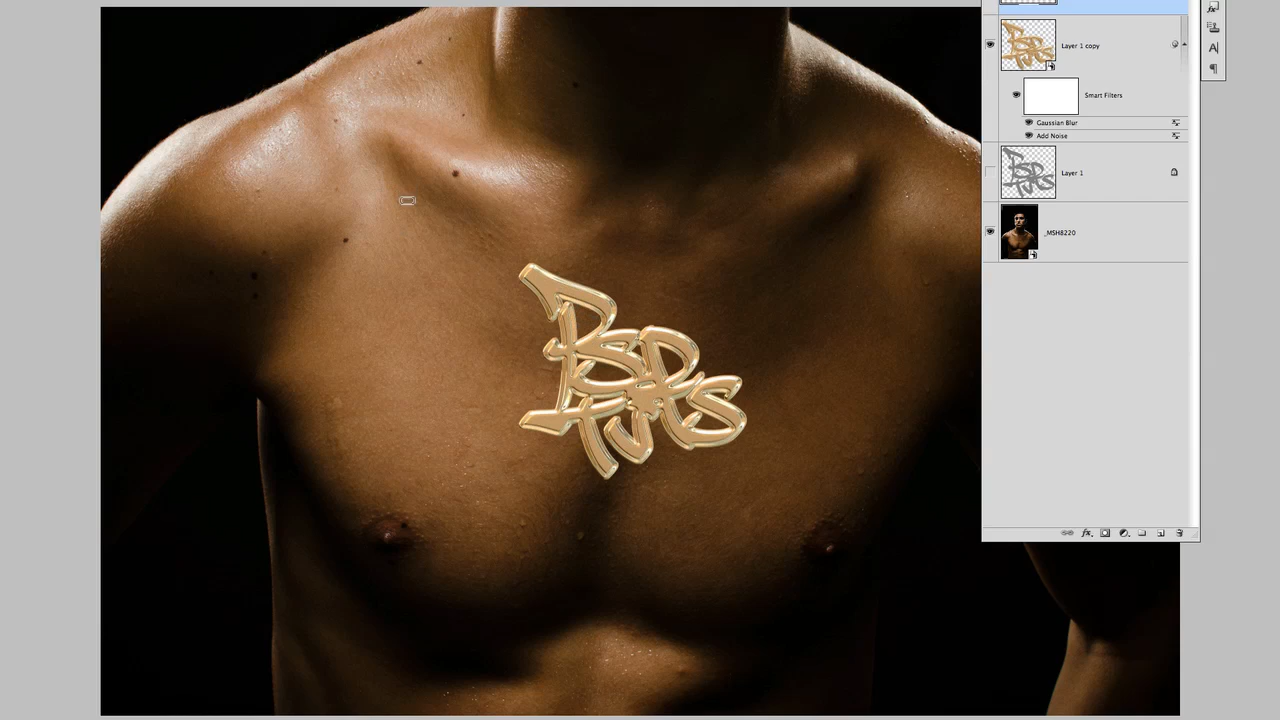 Layer 1 copy
Smart Filters
Gaussian Blur
Add Noise
Layer 1
_MSH8220